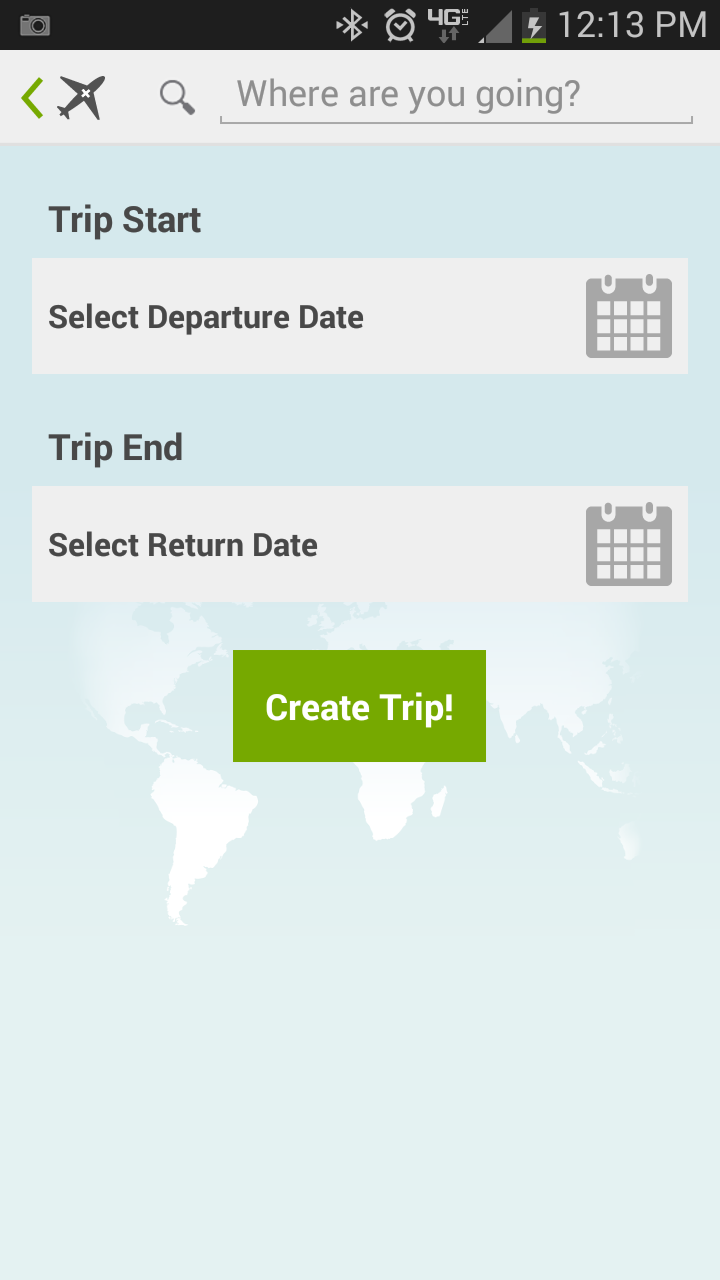 4G LTE 12:13 PM
Where are you going?
Trip Start
Select Departure Date
Trip End
Select Return Date
Create Trip!